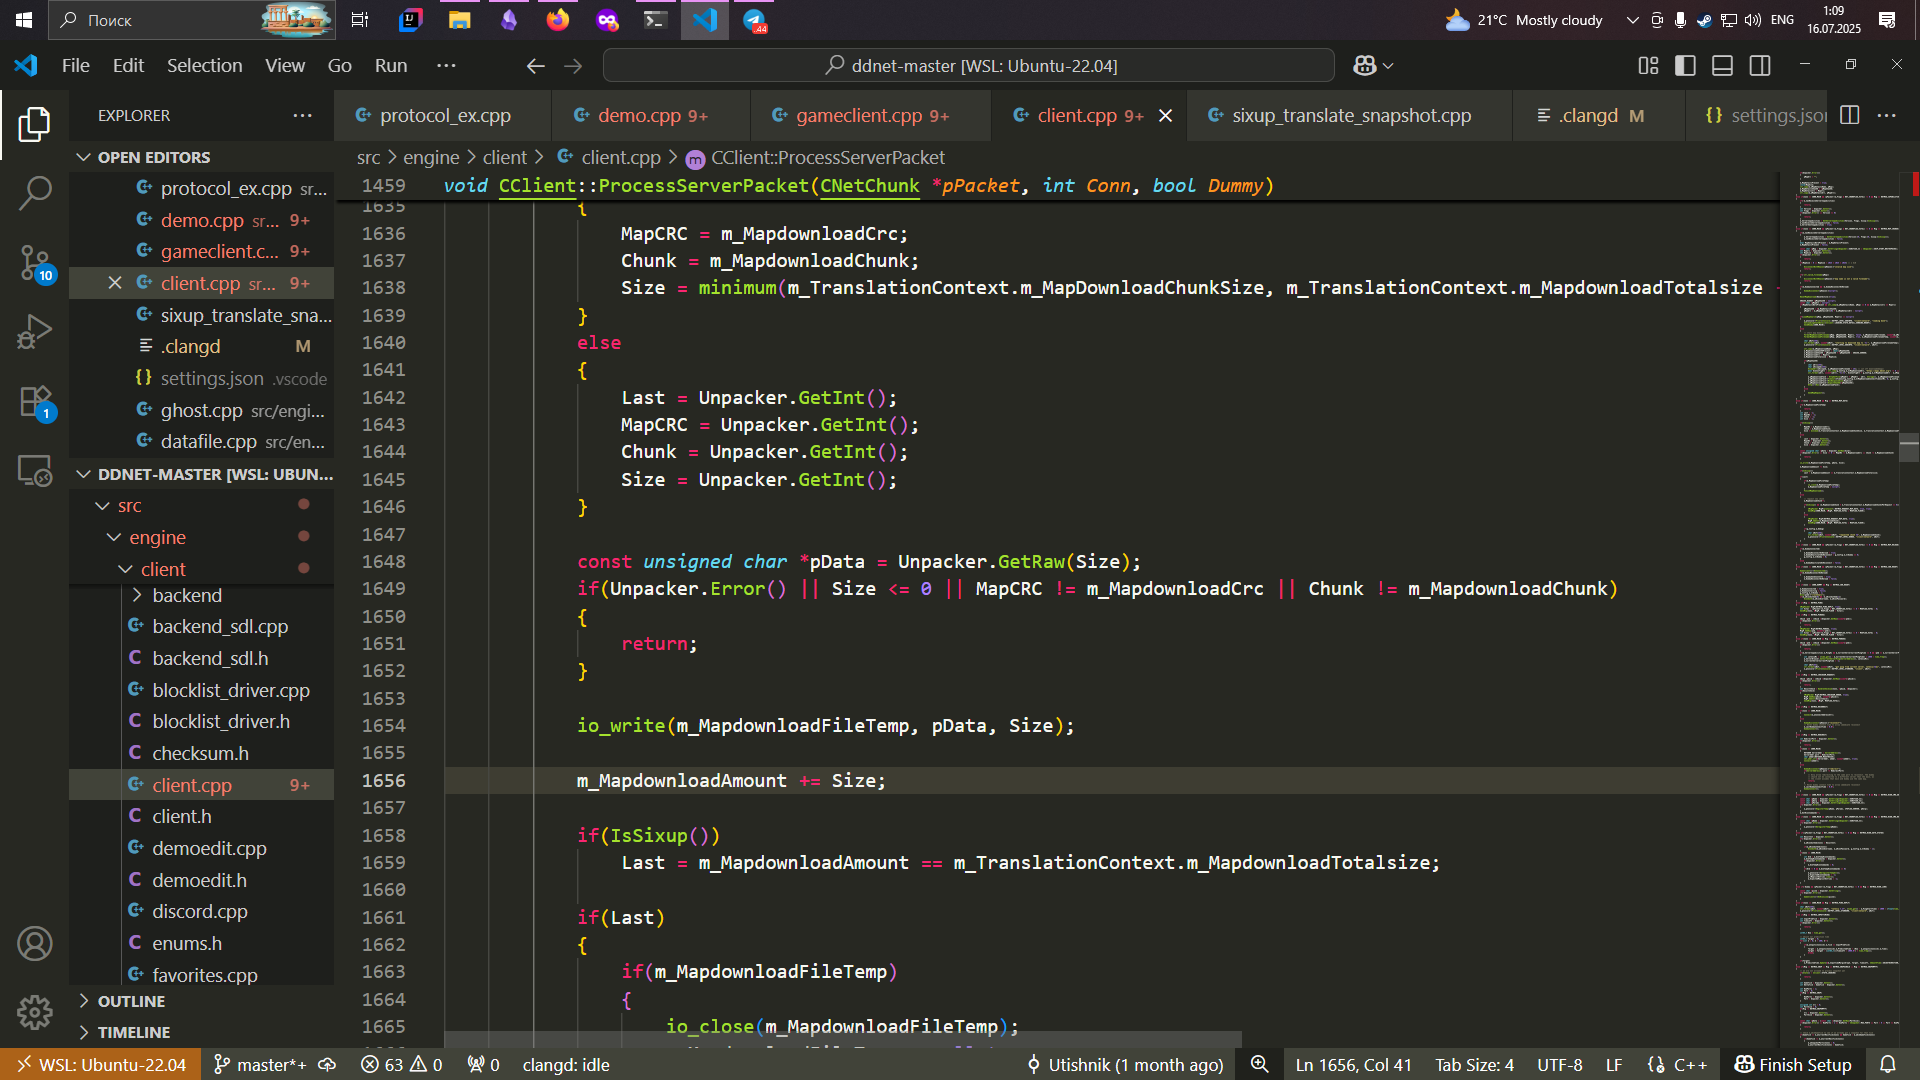 Поиск
44
21°C Mostly cloudy
ENG
1:09
16.07.2025
File Edit Selection View Go Run ···
ddnet-master [WSL: Ubuntu-22.04]
EXPLORER
protocol_ex.cpp
demo.cpp 9+
gameclient.cpp 9+
client.cpp 9+
sixup_translate_snapshot.cpp
.clangd M
settings.json
OPEN EDITORS
protocol_ex.cpp sr...
demo.cpp sr... 9+
gameclient.c... 9+
client.cpp sr... 9+
sixup_translate_sna...
.clangd M
settings.json .vscode
ghost.cpp src/engi...
datafile.cpp src/en...
DDNET-MASTER [WSL: UBUN...
src
engine
client
backend
backend_sdl.cpp
backend_sdl.h
blocklist_driver.cpp
blocklist_driver.h
checksum.h
client.cpp 9+
client.h
demoedit.cpp
demoedit.h
discord.cpp
enums.h
favorites.cpp
OUTLINE
TIMELINE
10
1
src > engine > client > client.cpp > CClient::ProcessServerPacket
1459 void CClient::ProcessServerPacket(CNetChunk *pPacket, int Conn, bool Dummy)
1635 {
1636 MapCRC = m_MapdownloadCrc;
1637 Chunk = m_MapdownloadChunk;
1638 Size = minimum(m_TranslationContext.m_MapDownloadChunkSize, m_TranslationContext.m_MapdownloadTotalsize
1639 }
1640 else
1641 {
1642 Last = Unpacker.GetInt();
1643 MapCRC = Unpacker.GetInt();
1644 Chunk = Unpacker.GetInt();
1645 Size = Unpacker.GetInt();
1646 }
1647
1648 const unsigned char *pData = Unpacker.GetRaw(Size);
1649 if(Unpacker.Error() || Size <= 0 || MapCRC != m_MapdownloadCrc || Chunk != m_MapdownloadChunk)
1650 {
1651 return;
1652 }
1653
1654 io_write(m_MapdownloadFileTemp, pData, Size);
1655
1656 m_MapdownloadAmount += Size;
1657
1658 if(IsSixup())
1659 Last = m_MapdownloadAmount == m_TranslationContext.m_MapdownloadTotalsize;
1660
1661 if(Last)
1662 {
1663 if(m_MapdownloadFileTemp)
1664 {
1665 io_close(m_MapdownloadFileTemp);
WSL: Ubuntu-22.04 master*+ 63 0 0 clangd: idle
Utishnik (1 month ago) Ln 1656, Col 41 Tab Size: 4 UTF-8 LF {} C++ Finish Setup